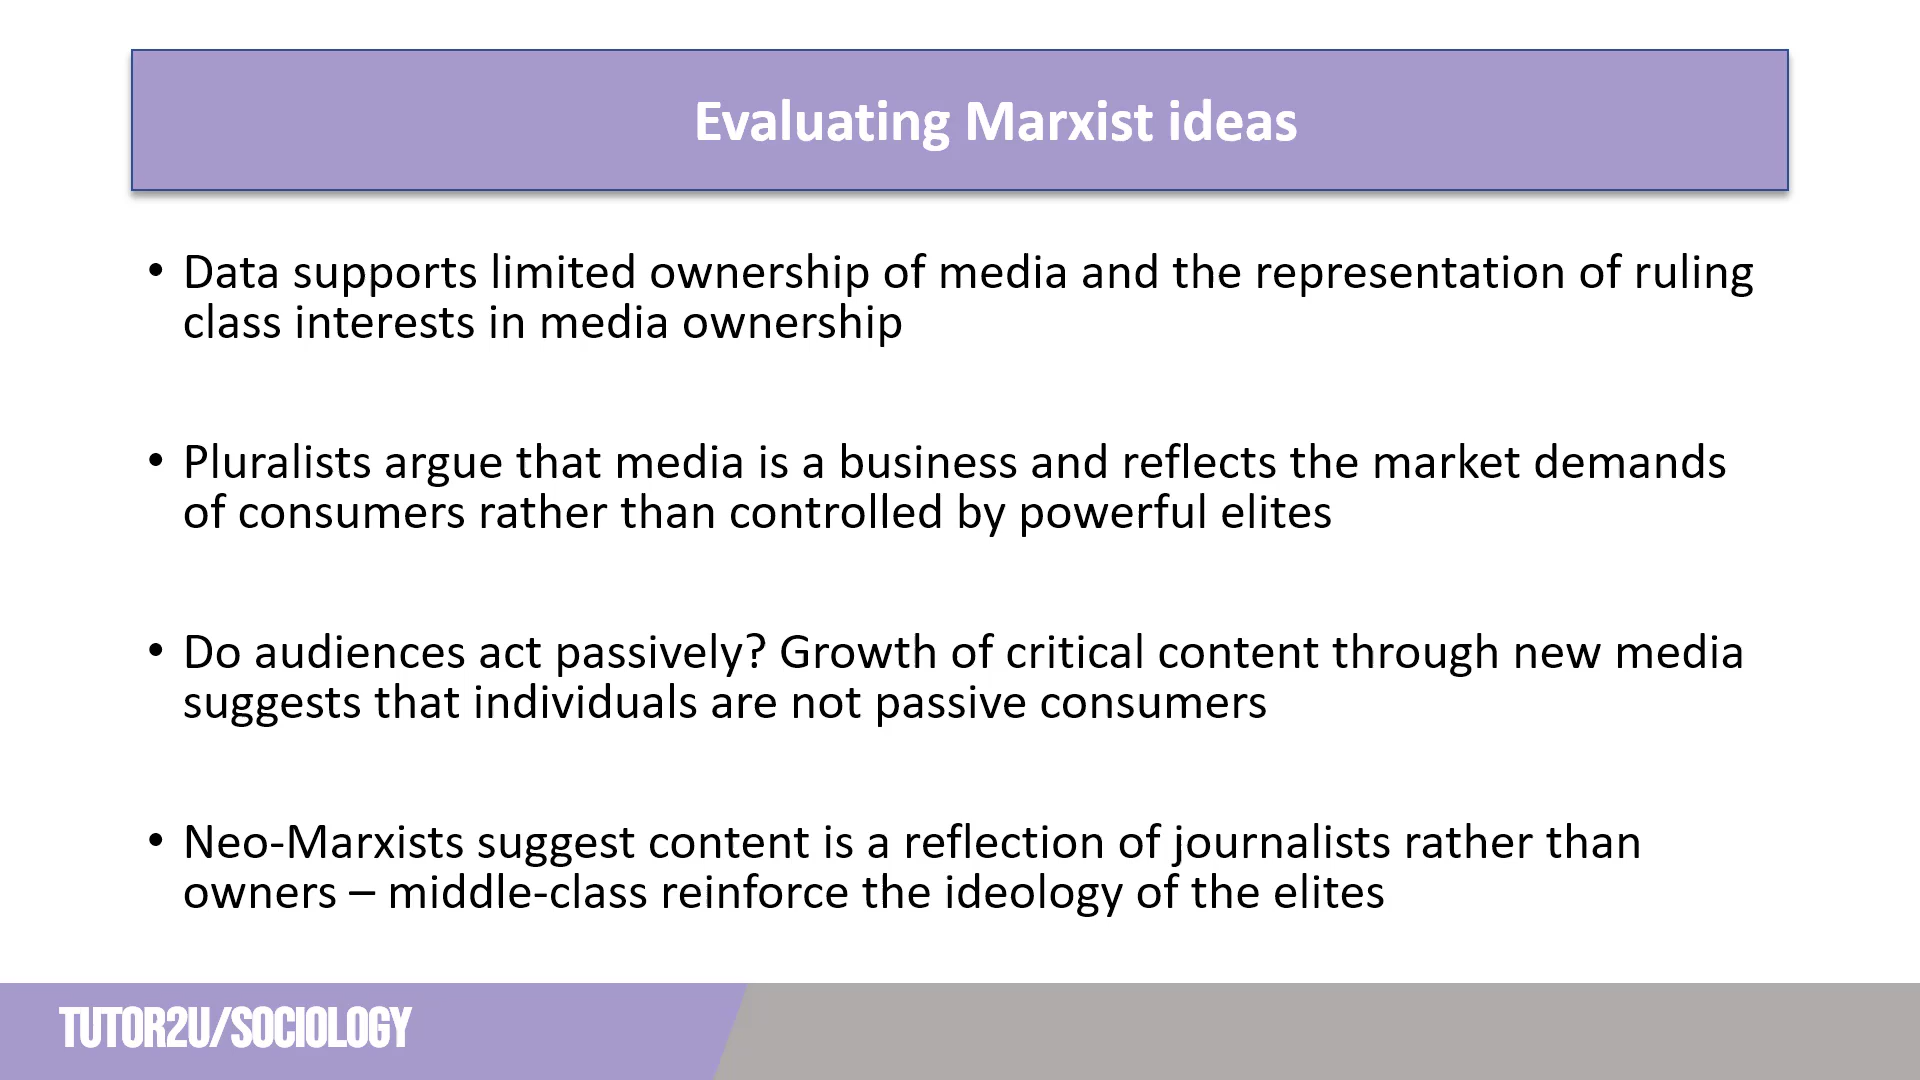 Evaluating Marxist ideas
• Data supports limited ownership of media and the representation of ruling
class interests in media ownership
• Pluralists argue that media is a business and reflects the market demands
of consumers rather than controlled by powerful elites
• Do audiences act passively? Growth of critical content through new media
suggests that individuals are not passive consumers
• Neo-Marxists suggest content is a reflection of journalists rather than
owners – middle-class reinforce the ideology of the elites
TUTOR2U/SOCIOLOGY